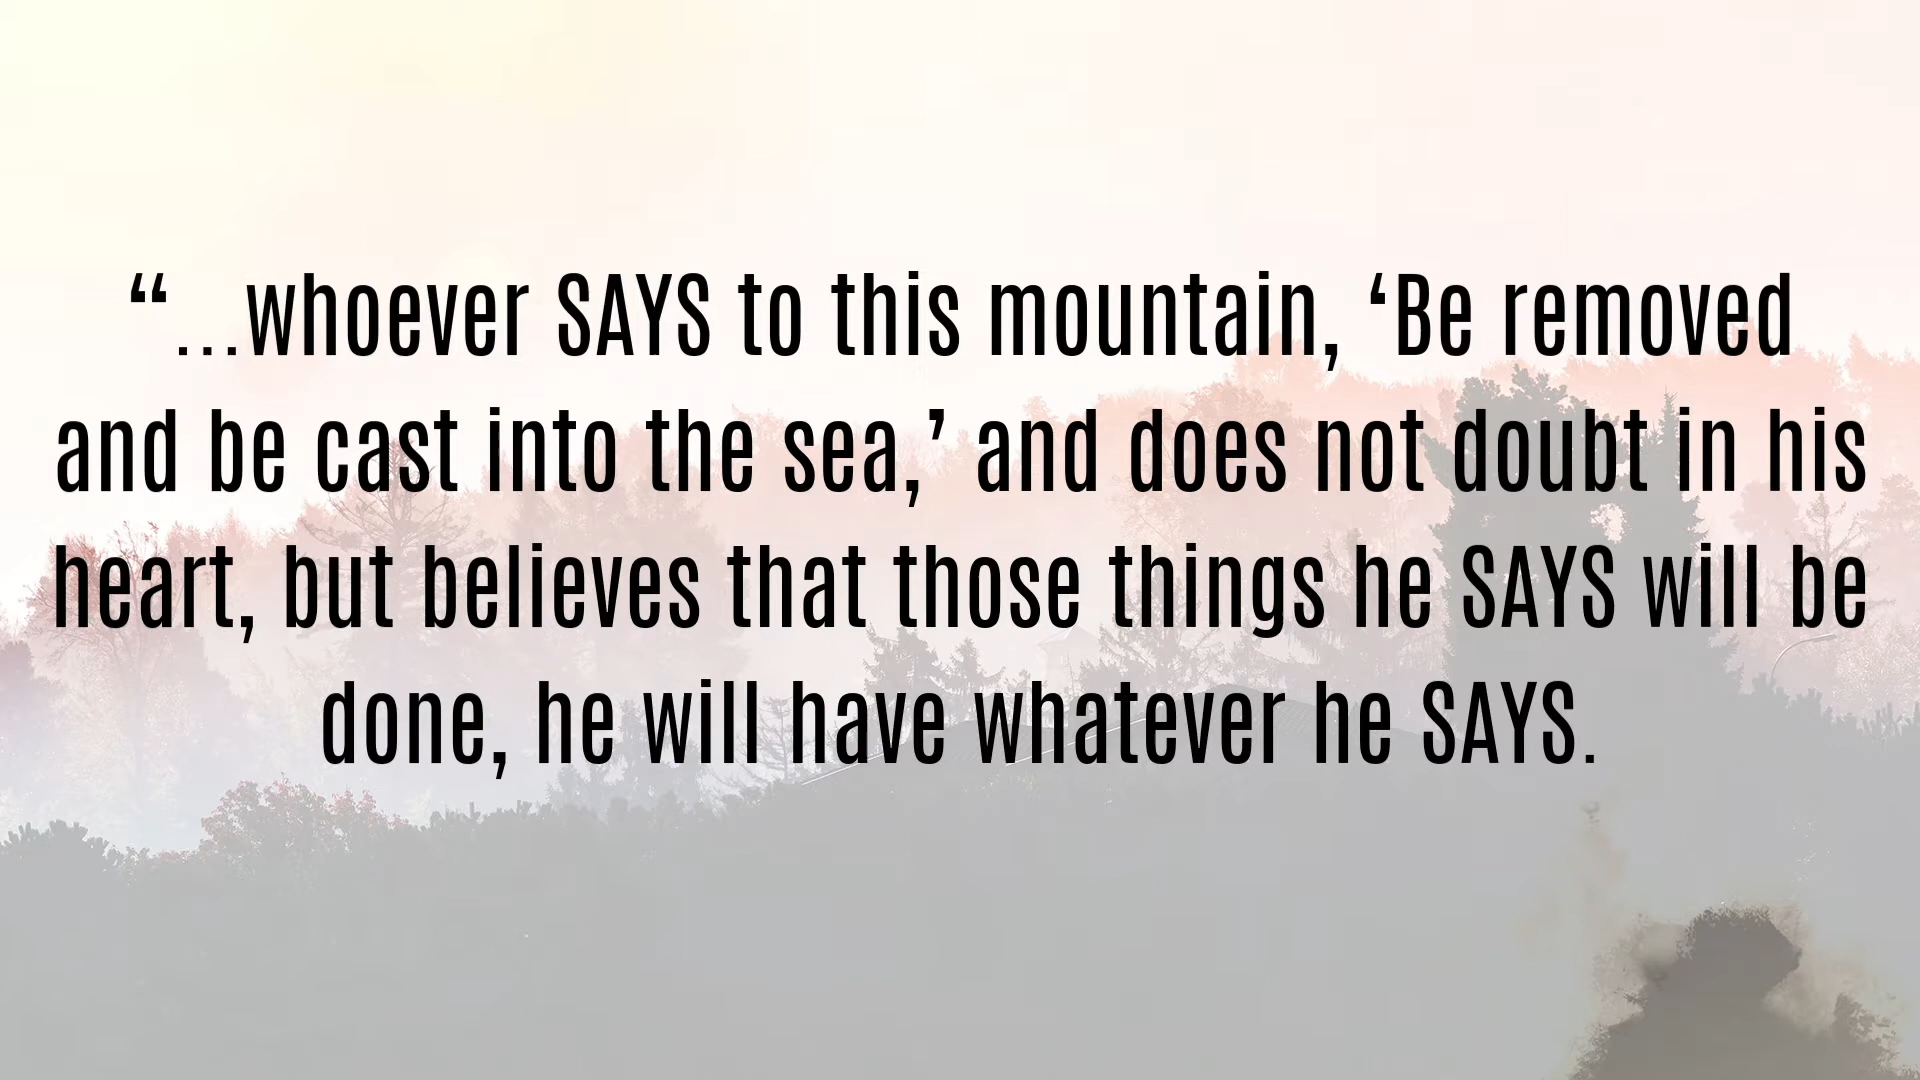 “...whoever SAYS to this mountain, ‘Be removed
and be cast into the sea,’ and does not doubt in his
heart, but believes that those things he SAYS will be
done, he will have whatever he SAYS.